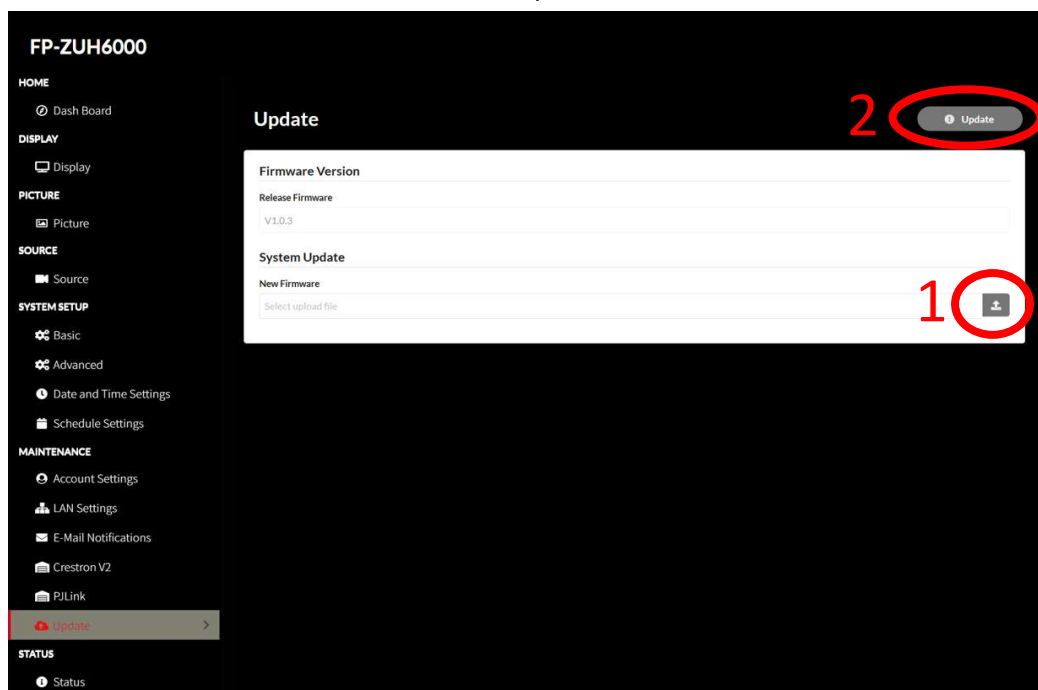 FP-ZUH6000
HOME
Dash Board
DISPLAY
Display
PICTURE
Picture
SOURCE
Source
SYSTEM SETUP
Basic
Advanced
Date and Time Settings
Schedule Settings
MAINTENANCE
Account Settings
LAN Settings
E-Mail Notifications
Crestron V2
PJLink
Update
STATUS
Status
Update
2
Update
Firmware Version
Release Firmware
V1.0.3
System Update
New Firmware
Select upload file
1